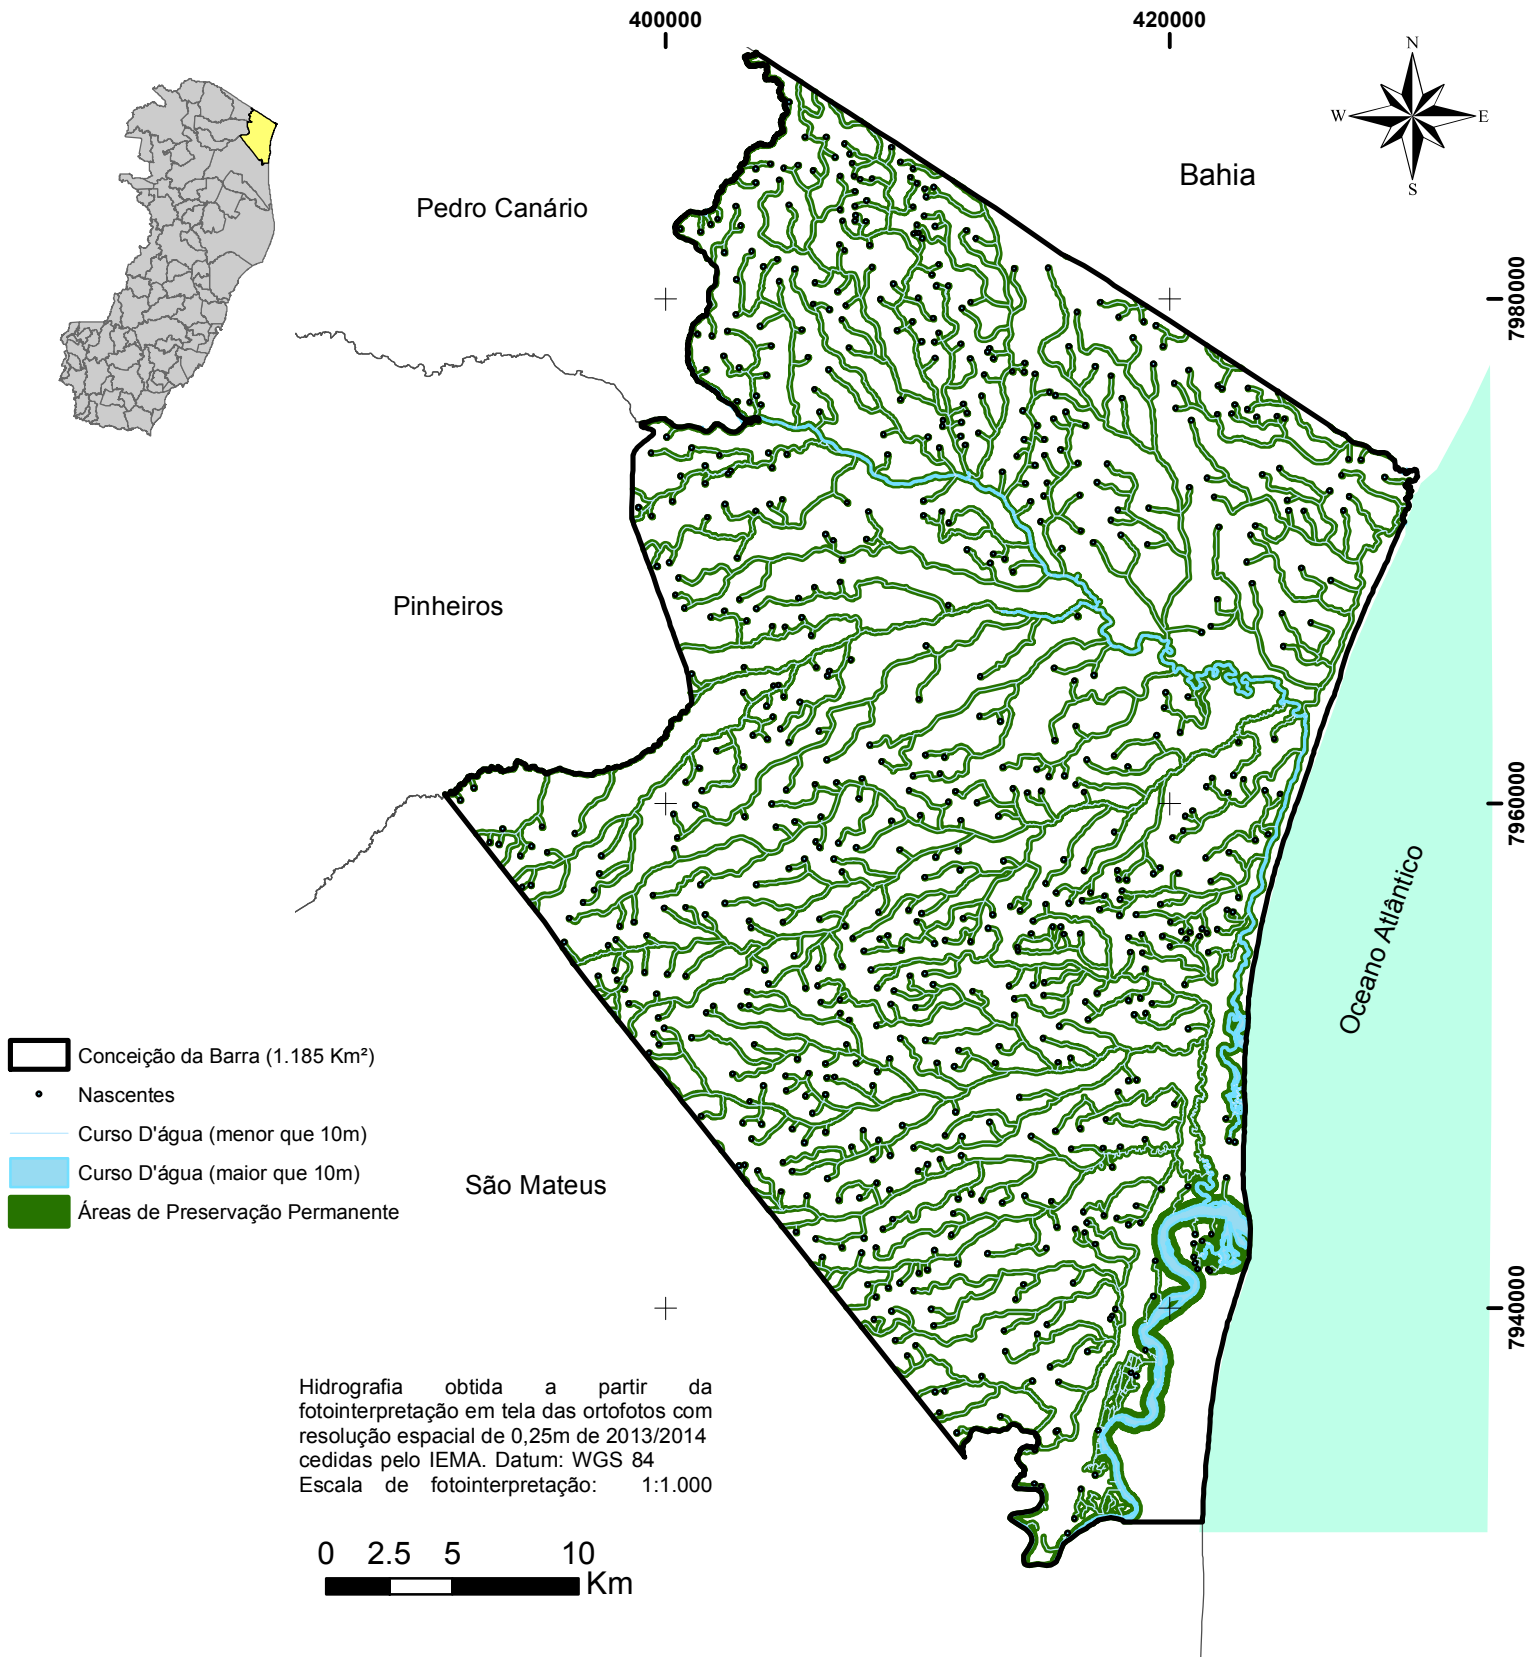 400000
420000
N
W
E
S
Bahia
Pedro Canário
7980000
Pinheiros
7960000
Oceano Atlântico
Conceição da Barra (1.185 Km²)
Nascentes
Curso D'água (menor que 10m)
Curso D'água (maior que 10m)
Áreas de Preservação Permanente
São Mateus
7940000
Hidrografia obtida a partir da
fotointerpretação em tela das ortofotos com
resolução espacial de 0,25m de 2013/2014
cedidas pelo IEMA. Datum: WGS 84
Escala de fotointerpretação: 1:1.000
0 2.5 5 10
Km